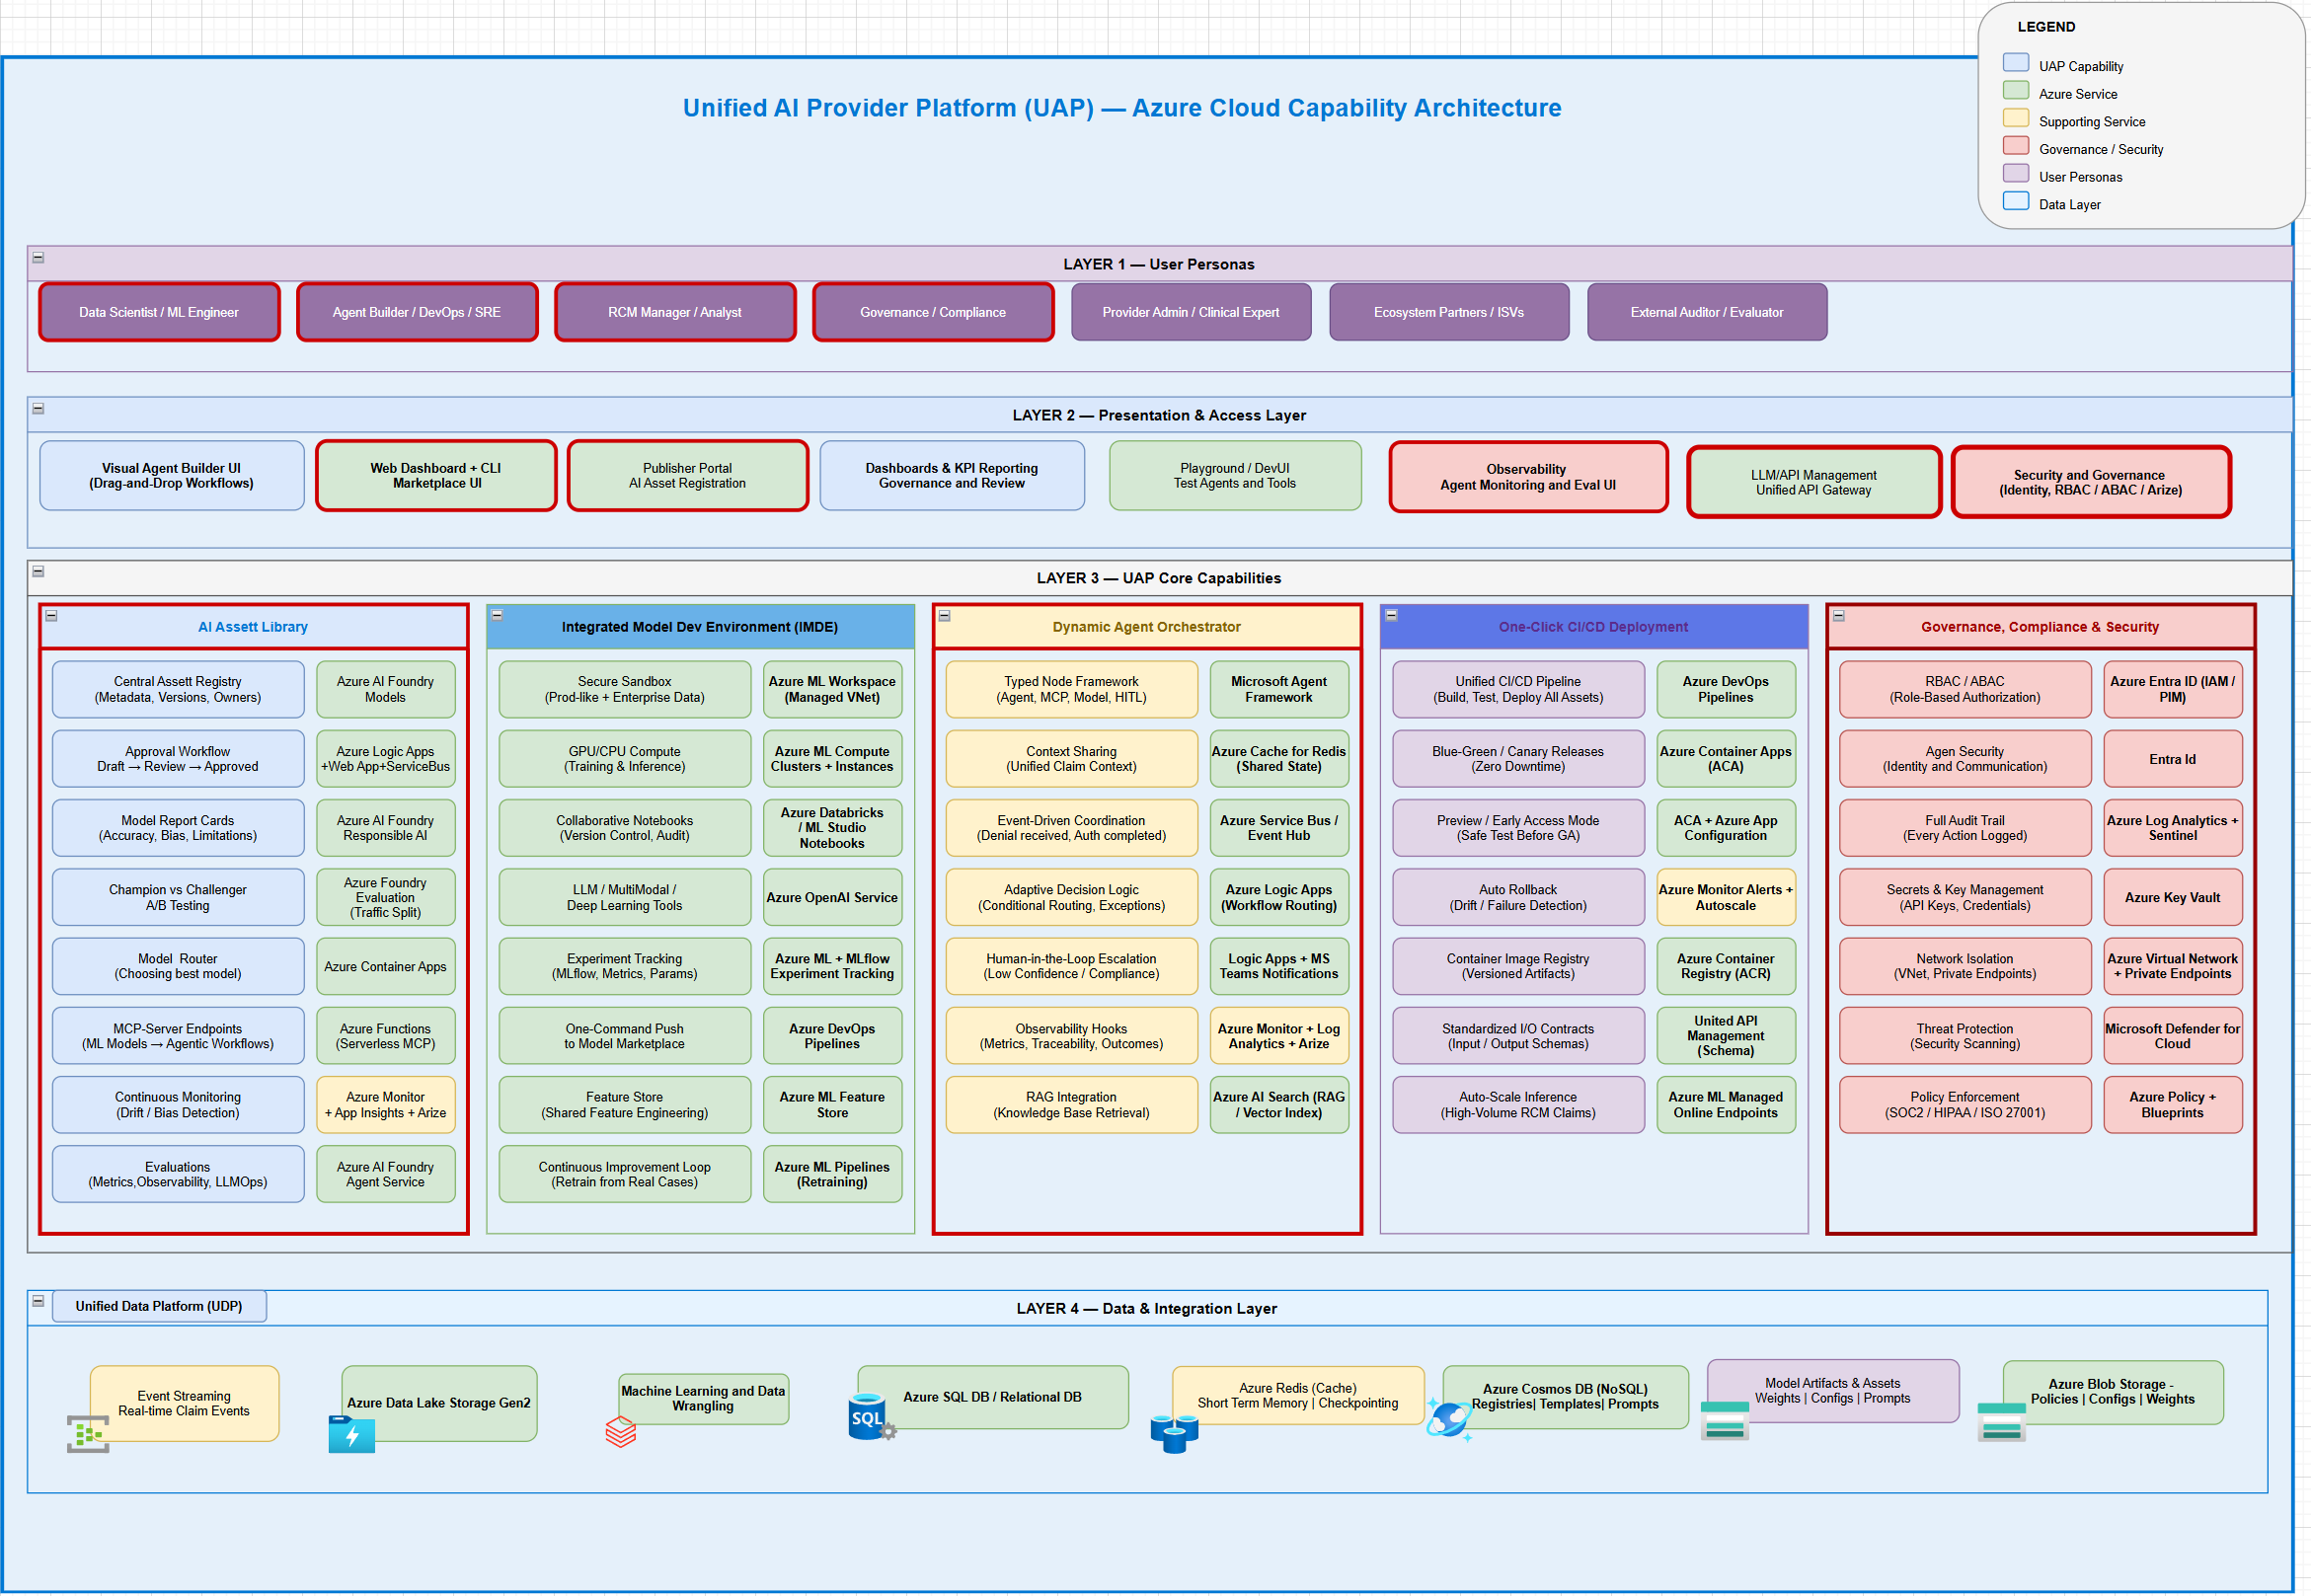 LEGEND
UAP Capability
Azure Service
Supporting Service
Governance / Security
User Personas
Data Layer
Unified AI Provider Platform (UAP) — Azure Cloud Capability Architecture
LAYER 1 — User Personas
Data Scientist / ML Engineer
Agent Builder / DevOps / SRE
RCM Manager / Analyst
Governance / Compliance
Provider Admin / Clinical Expert
Ecosystem Partners / ISVs
External Auditor / Evaluator
LAYER 2 — Presentation & Access Layer
Visual Agent Builder UI
(Drag-and-Drop Workflows)
Web Dashboard + CLI
Marketplace UI
Publisher Portal
AI Asset Registration
Dashboards & KPI Reporting
Governance and Review
Playground / DevUI
Test Agents and Tools
Observability
Agent Monitoring and Eval UI
LLM/API Management
Unified API Gateway
Security and Governance
(Identity, RBAC / ABAC / Arize)
LAYER 3 — UAP Core Capabilities
AI Assett Library
Central Assett Registry
(Metadata, Versions, Owners)
Azure AI Foundry
Models
Approval Workflow
Draft → Review → Approved
Azure Logic Apps
+Web App+ServiceBus
Model Report Cards
(Accuracy, Bias, Limitations)
Azure AI Foundry
Responsible AI
Champion vs Challenger
A/B Testing
Azure Foundry
Evaluation
(Traffic Split)
Model Router
(Choosing best model)
Azure Container Apps
MCP-Server Endpoints
(ML Models → Agentic Workflows)
Azure Functions
(Serverless MCP)
Continuous Monitoring
(Drift / Bias Detection)
Azure Monitor
+ App Insights + Arize
Evaluations
(Metrics,Observability, LLMOps)
Azure AI Foundry
Agent Service
Integrated Model Dev Environment (IMDE)
Secure Sandbox
(Prod-like + Enterprise Data)
Azure ML Workspace
(Managed VNet)
GPU/CPU Compute
(Training & Inference)
Azure ML Compute
Clusters + Instances
Collaborative Notebooks
(Version Control, Audit)
Azure Databricks
/ ML Studio
Notebooks
LLM / MultiModal /
Deep Learning Tools
Azure OpenAI Service
Experiment Tracking
(MLflow, Metrics, Params)
Azure ML + MLflow
Experiment Tracking
One-Command Push
to Model Marketplace
Azure DevOps
Pipelines
Feature Store
(Shared Feature Engineering)
Azure ML Feature
Store
Continuous Improvement Loop
(Retrain from Real Cases)
Azure ML Pipelines
(Retraining)
Dynamic Agent Orchestrator
Typed Node Framework
(Agent, MCP, Model, HITL)
Microsoft Agent
Framework
Context Sharing
(Unified Claim Context)
Azure Cache for Redis
(Shared State)
Event-Driven Coordination
(Denial received, Auth completed)
Azure Service Bus /
Event Hub
Adaptive Decision Logic
(Conditional Routing, Exceptions)
Azure Logic Apps
(Workflow Routing)
Human-in-the-Loop Escalation
(Low Confidence / Compliance)
Logic Apps + MS
Teams Notifications
Observability Hooks
(Metrics, Traceability, Outcomes)
Azure Monitor + Log
Analytics + Arize
RAG Integration
(Knowledge Base Retrieval)
Azure AI Search (RAG
/ Vector Index)
One-Click CI/CD Deployment
Unified CI/CD Pipeline
(Build, Test, Deploy All Assets)
Azure DevOps
Pipelines
Blue-Green / Canary Releases
(Zero Downtime)
Azure Container Apps
(ACA)
Preview / Early Access Mode
(Safe Test Before GA)
ACA + Azure App
Configuration
Auto Rollback
(Drift / Failure Detection)
Azure Monitor Alerts +
Autoscale
Container Image Registry
(Versioned Artifacts)
Azure Container
Registry (ACR)
Standardized I/O Contracts
(Input / Output Schemas)
United API
Management
(Schema)
Auto-Scale Inference
(High-Volume RCM Claims)
Azure ML Managed
Online Endpoints
Governance, Compliance & Security
RBAC / ABAC
(Role-Based Authorization)
Azure Entra ID (IAM /
PIM)
Agen Security
(Identity and Communication)
Entra Id
Full Audit Trail
(Every Action Logged)
Azure Log Analytics +
Sentinel
Secrets & Key Management
(API Keys, Credentials)
Azure Key Vault
Network Isolation
(VNet, Private Endpoints)
Azure Virtual Network
+ Private Endpoints
Threat Protection
(Security Scanning)
Microsoft Defender for
Cloud
Policy Enforcement
(SOC2 / HIPAA / ISO 27001)
Azure Policy +
Blueprints
Unified Data Platform (UDP)
LAYER 4 — Data & Integration Layer
Event Streaming
Real-time Claim Events
Azure Data Lake Storage Gen2
Machine Learning and Data
Wrangling
SQL
Azure SQL DB / Relational DB
Azure Redis (Cache)
Short Term Memory | Checkpointing
Azure Cosmos DB (NoSQL)
Registries| Templates| Prompts
Model Artifacts & Assets
Weights | Configs | Prompts
Azure Blob Storage -
Policies | Configs | Weights